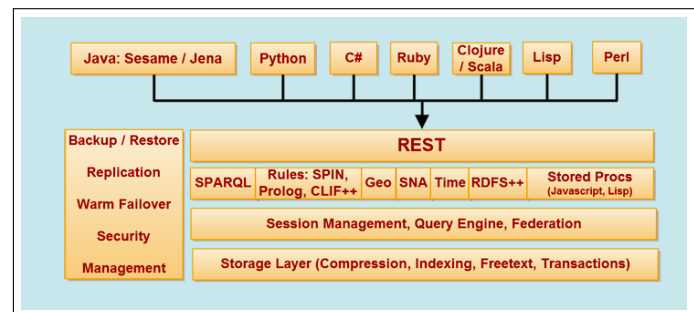 Java: Sesame / Jena
Python
C#
Ruby
Clojure
/ Scala
Lisp
Perl
Backup / Restore
Replication
Warm Failover
Security
Management
REST
SPARQL
Rules: SPIN,
Prolog, CLIF++
Geo
SNA
Time
RDFS++
Stored Procs
(Javascript, Lisp)
Session Management, Query Engine, Federation
Storage Layer (Compression, Indexing, Freetext, Transactions)